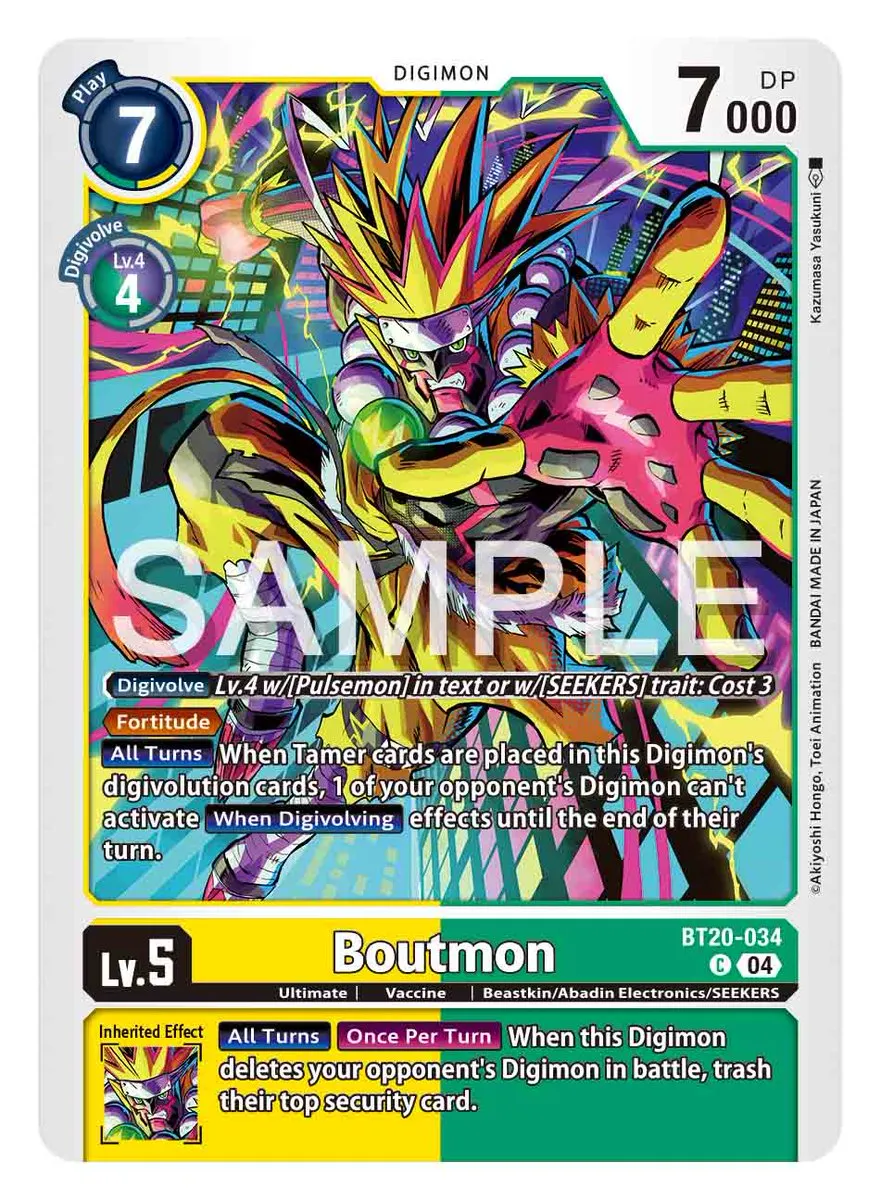 DIGIMON
Play
7
7000 DP
Digivolve
Lv.4
4
Kazumasa Yasukuni
SAMPLE
©Akiyoshi Hongo, Toei Animation BANDAI MADE IN JAPAN
Digivolve Lv.4 w/[Pulsemon] in text or w/[SEEKERS] trait: Cost 3
Fortitude
All Turns When Tamer cards are placed in this Digimon's
digivolution cards, 1 of your opponent's Digimon can't
activate When Digivolving effects until the end of their
turn.
Lv.5
Boutmon
BT20-034
C 04
Ultimate | Vaccine | Beastkin/Abadin Electronics/SEEKERS
Inherited Effect
All Turns Once Per Turn When this Digimon
deletes your opponent's Digimon in battle, trash
their top security card.